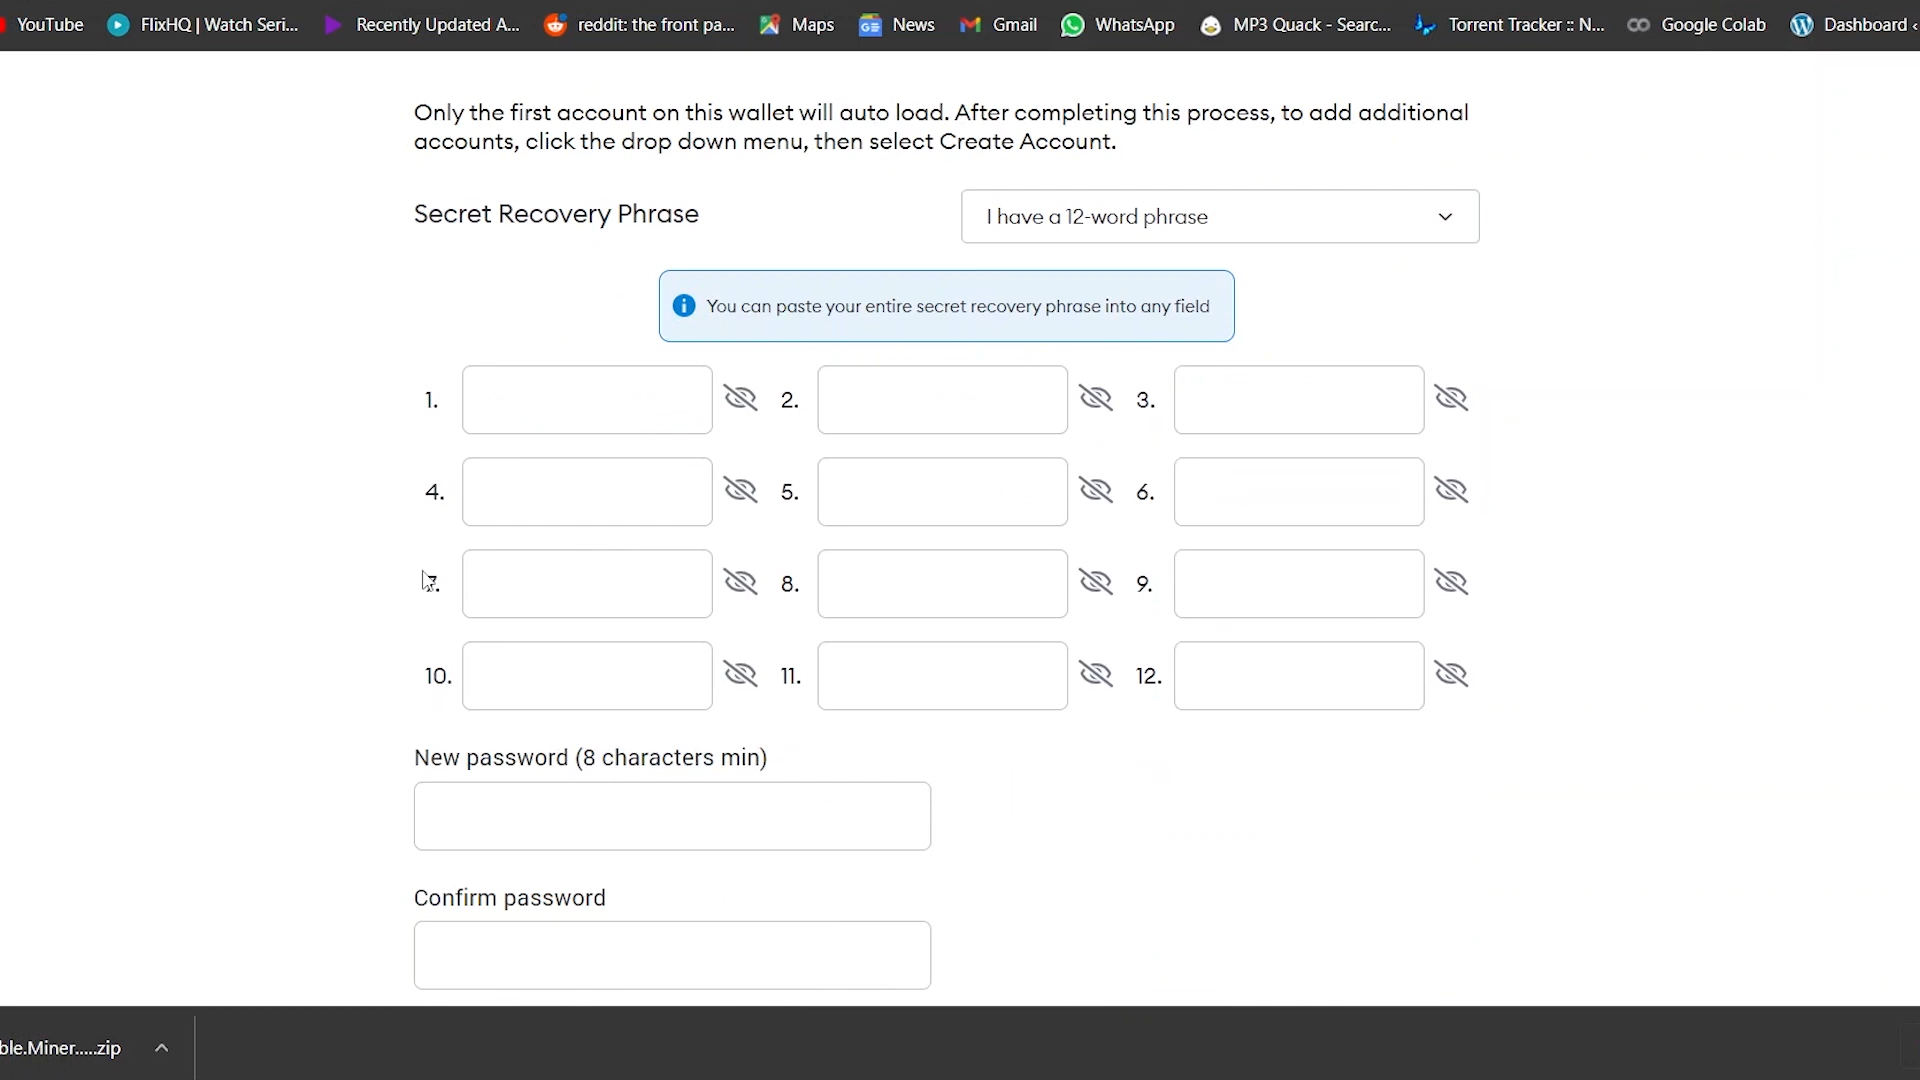 YouTube FlixHQ | Watch Seri... Recently Updated A... reddit: the front pa... Maps News Gmail WhatsApp MP3 Quack - Searc... Torrent Tracker :: N... Google Colab Dashboard ‹
Only the first account on this wallet will auto load. After completing this process, to add additional
accounts, click the drop down menu, then select Create Account.
Secret Recovery Phrase
I have a 12-word phrase
You can paste your entire secret recovery phrase into any field
1. 2. 3.
4. 5. 6.
7. 8. 9.
10. 11. 12.
New password (8 characters min)
Confirm password
ble.Miner.....zip